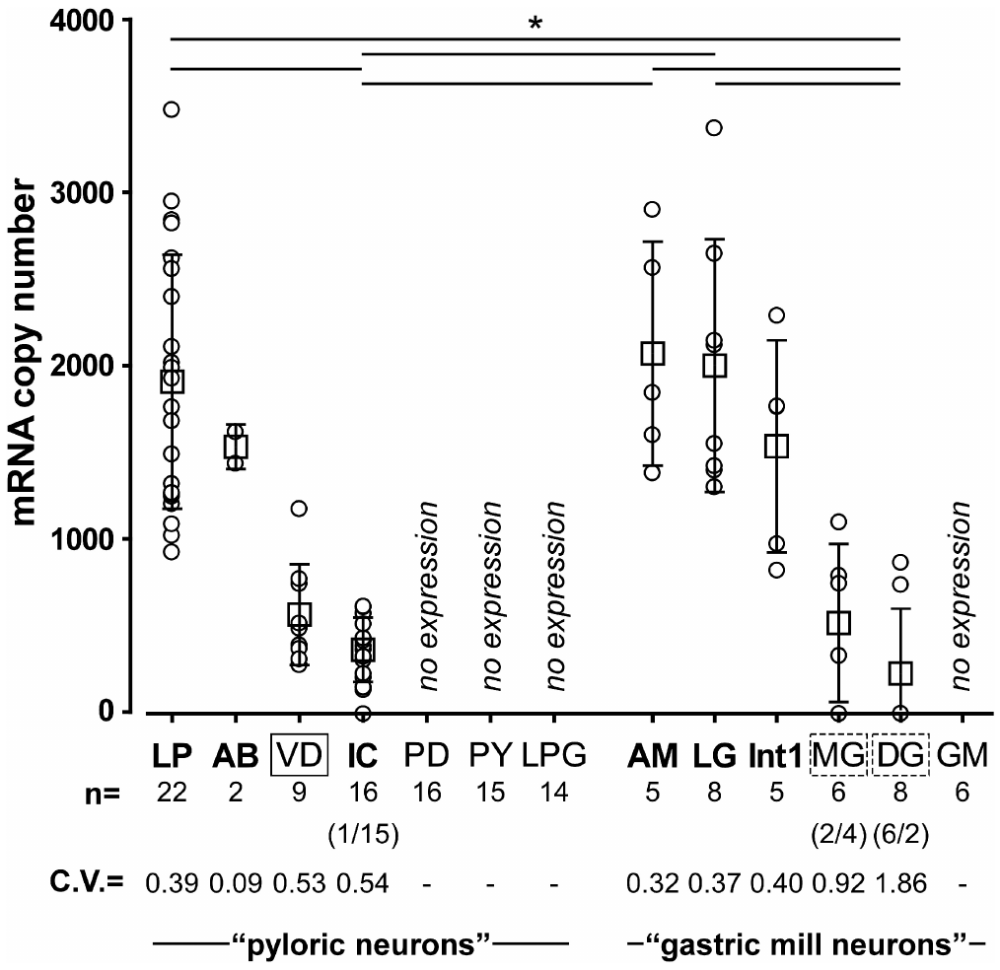 4000
*
3000
2000
1000
0
mRNA copy number
no expression
no expression
no expression
no expression
LP AB VD IC PD PY LPG AM LG Int1 MG DG GM
n= 22 2 9 16 16 15 14 5 8 5 6 8 6
(1/15) (2/4) (6/2)
C.V.= 0.39 0.09 0.53 0.54 - - - 0.32 0.37 0.40 0.92 1.86 -
“pyloric neurons” “gastric mill neurons”